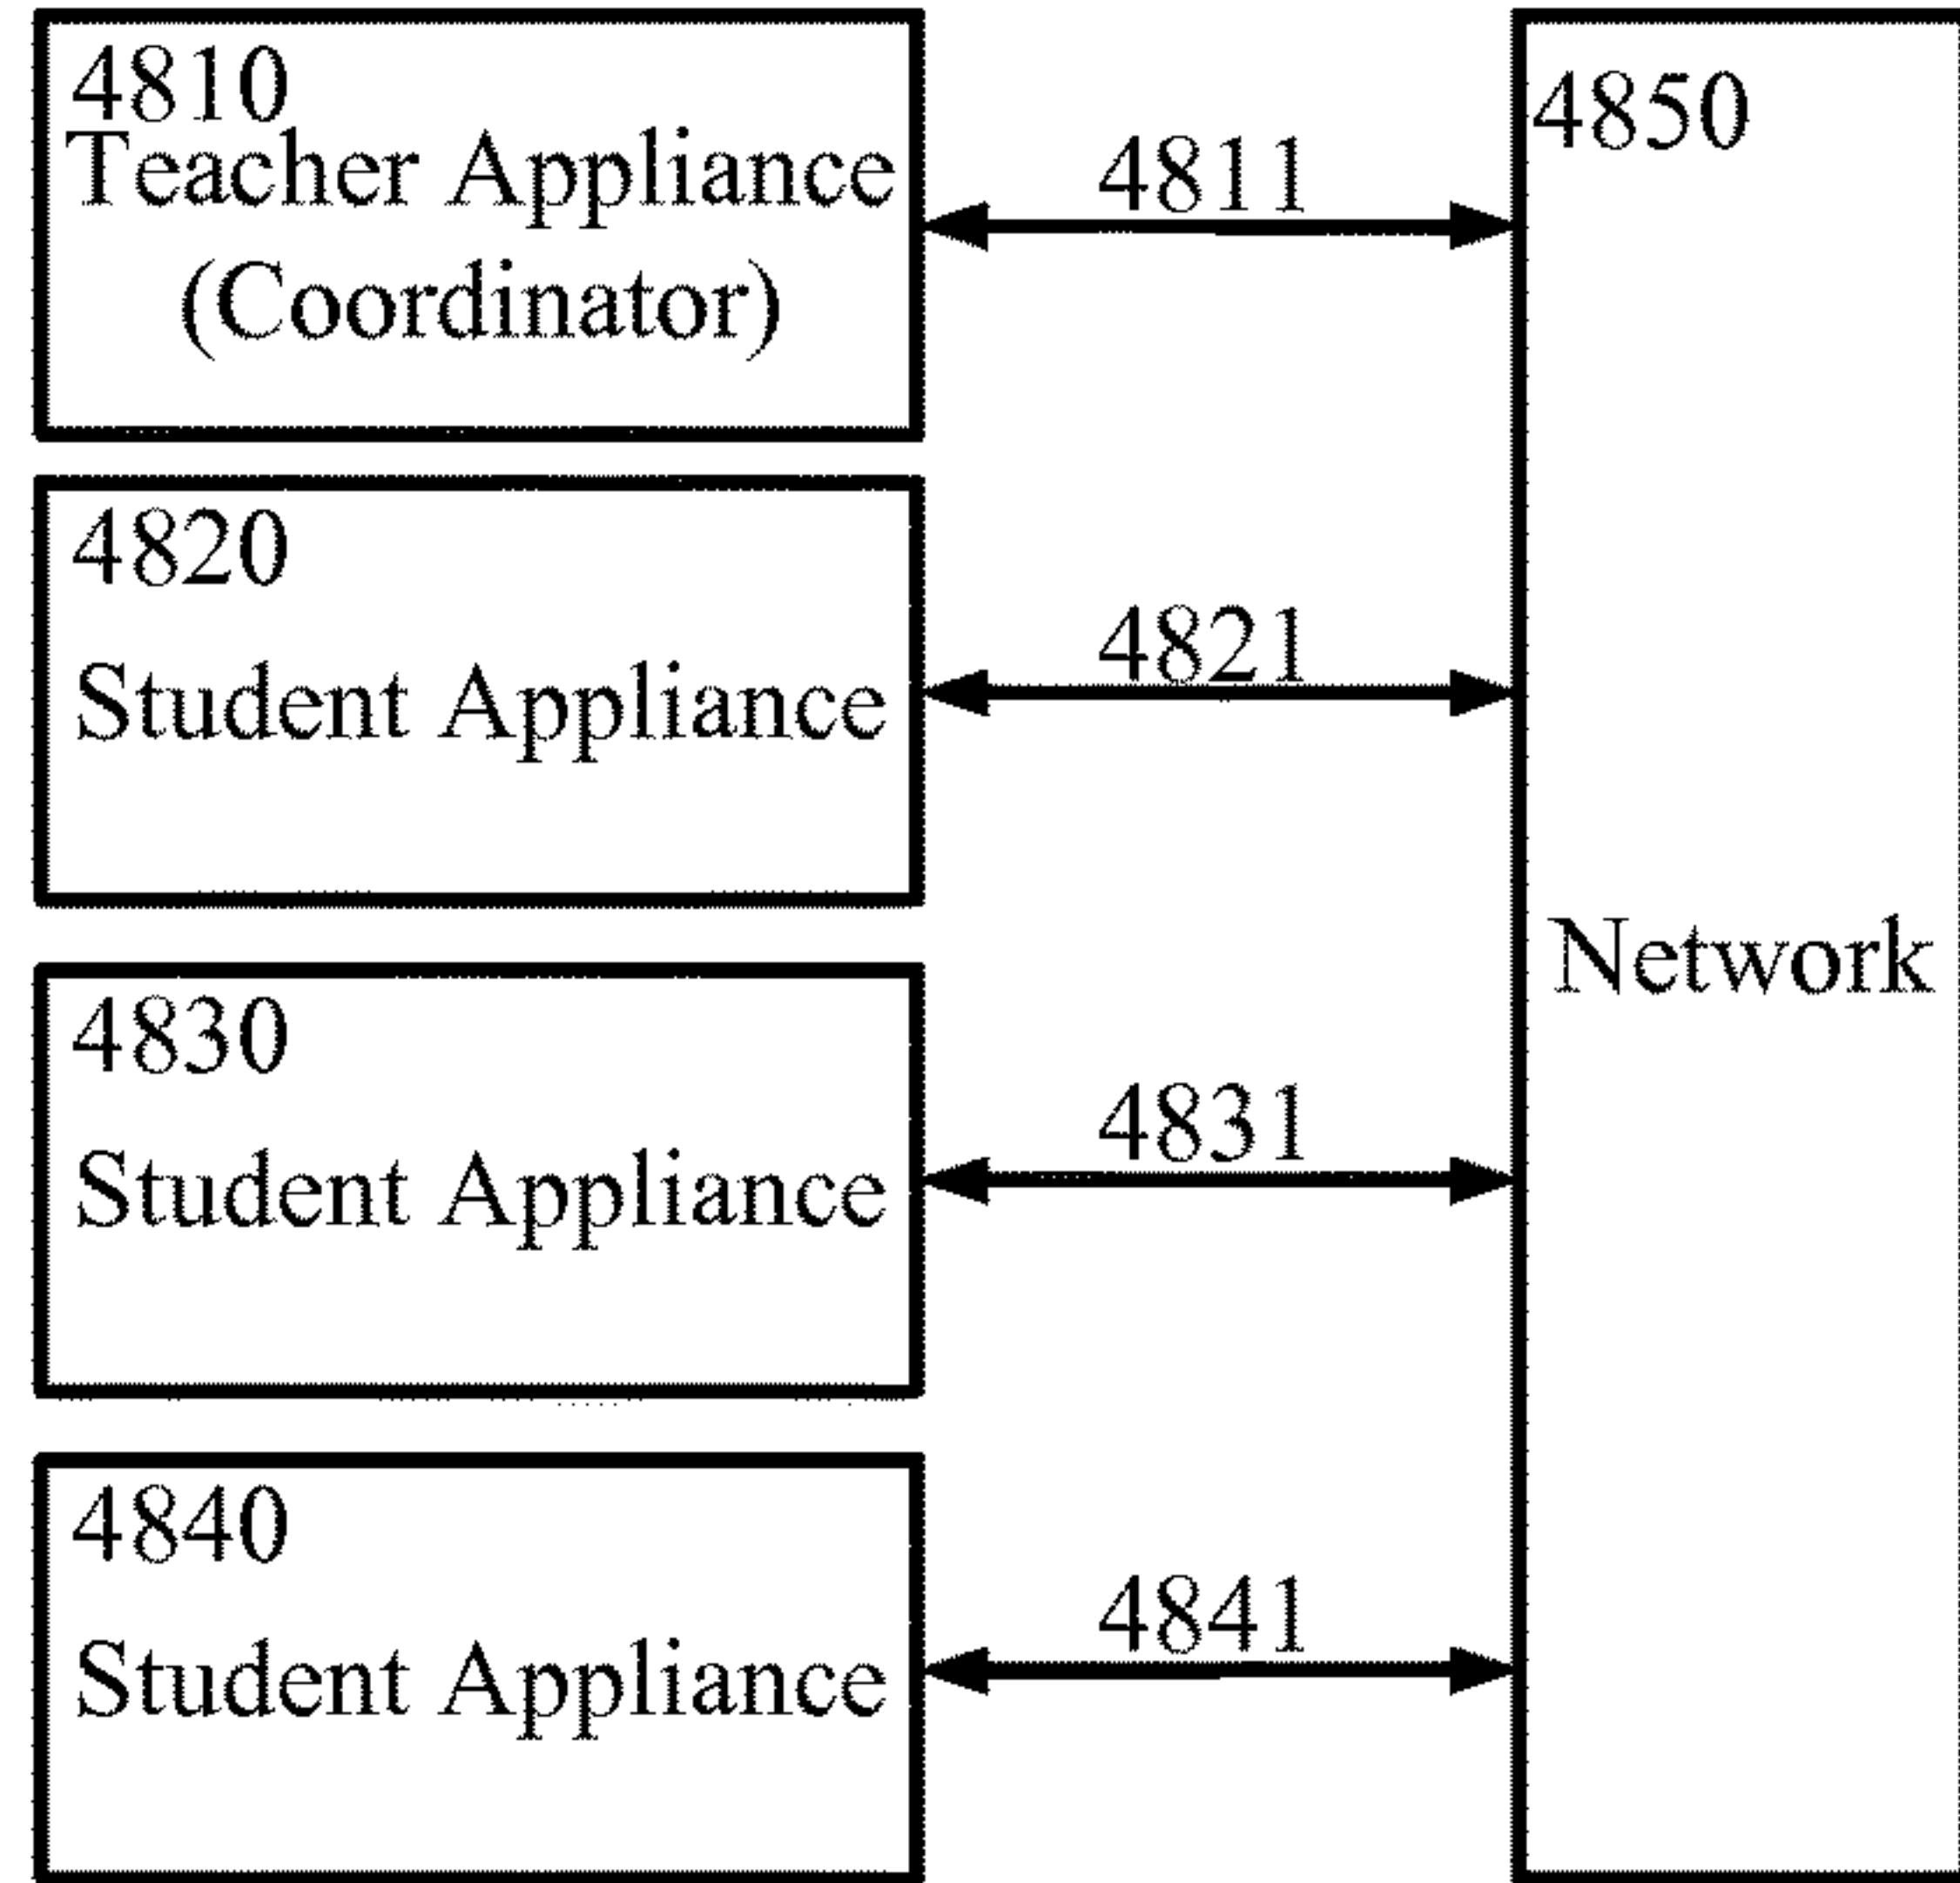 4810
Teacher Appliance
(Coordinator)
4811
4820
Student Appliance
4821
4830
Student Appliance
4831
4840
Student Appliance
4841
4850
Network